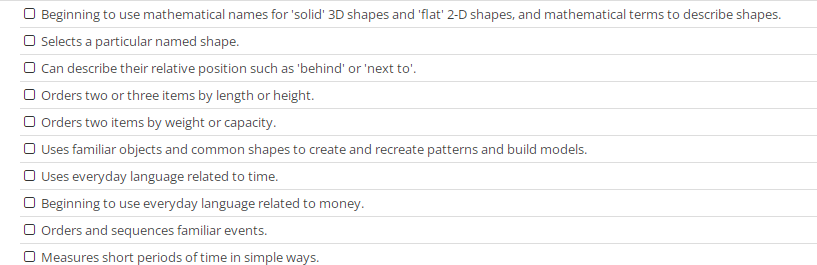 Beginning to use mathematical names for 'solid' 3D shapes and 'flat' 2-D shapes, and mathematical terms to describe shapes.
Selects a particular named shape.
Can describe their relative position such as 'behind' or 'next to'.
Orders two or three items by length or height.
Orders two items by weight or capacity.
Uses familiar objects and common shapes to create and recreate patterns and build models.
Uses everyday language related to time.
Beginning to use everyday language related to money.
Orders and sequences familiar events.
Measures short periods of time in simple ways.